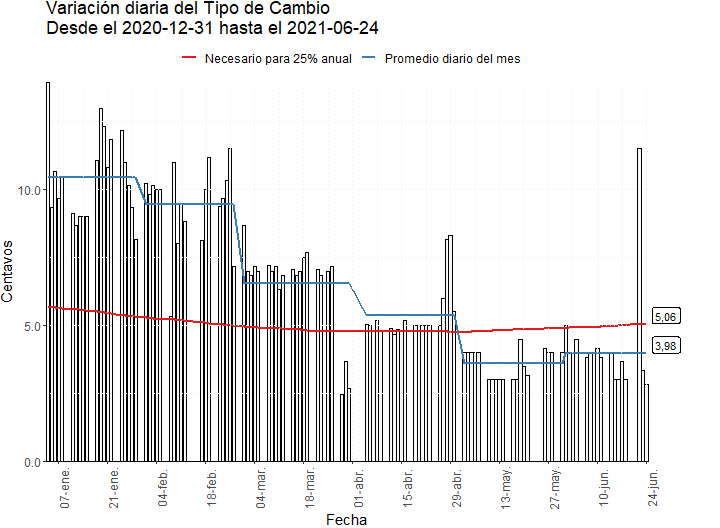 Variación diaria del Tipo de Cambio
Desde el 2020-12-31 hasta el 2021-06-24
Necesario para 25% anual
Promedio diario del mes
Centavos
10.0
5.0
0.0
5,06
3,98
07-ene.
21-ene.
04-feb.
18-feb.
04-mar.
18-mar.
01-abr.
15-abr.
29-abr.
13-may.
27-may.
10-jun.
24-jun.
Fecha